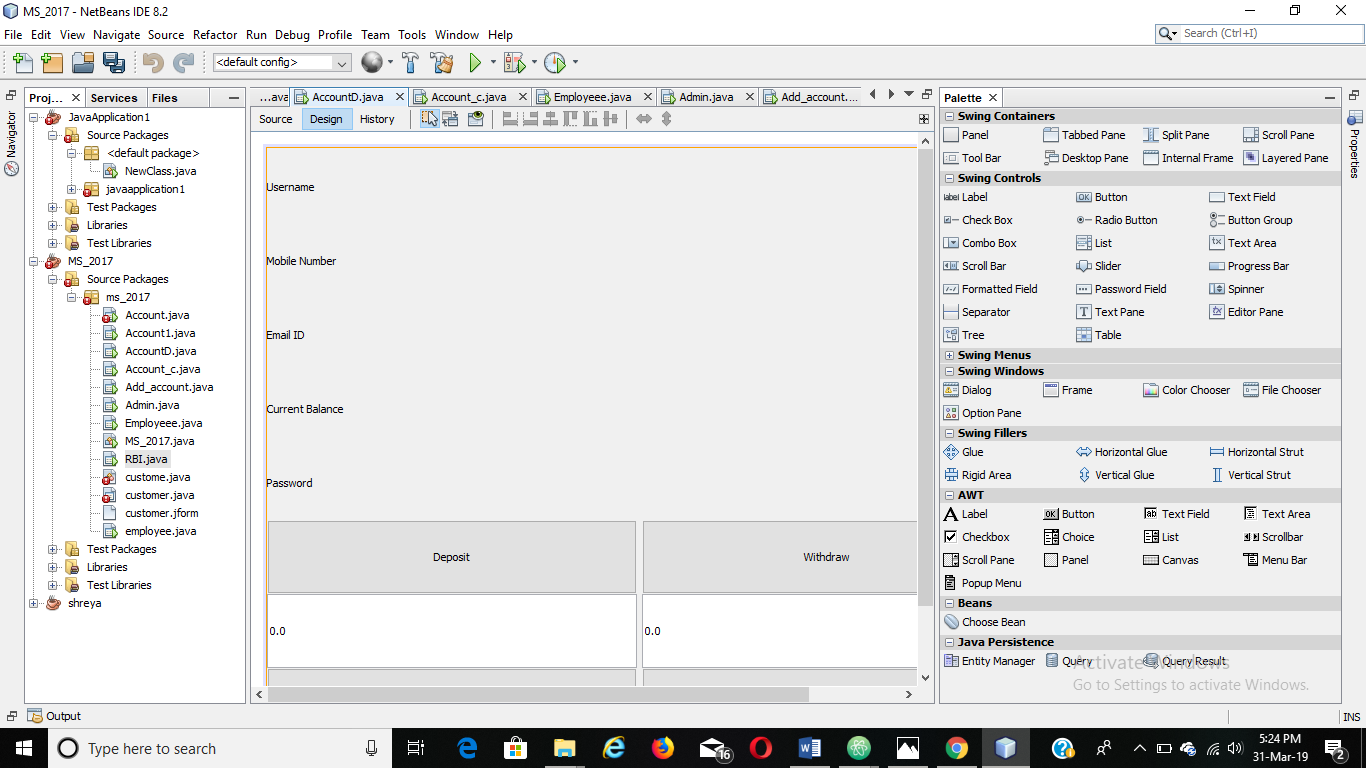 MS_2017 - NetBeans IDE 8.2
File Edit View Navigate Source Refactor Run Debug Profile Team Tools Window Help
Search (Ctrl+I)
<default config>
Proj... Services Files
...ava AccountD.java Account_c.java Employeee.java Admin.java Add_account....
Palette
Navigator
Properties
Source Design History
JavaApplication1
Source Packages
<default package>
NewClass.java
javaapplication1
Test Packages
Libraries
Test Libraries
MS_2017
Source Packages
ms_2017
Account.java
Account1.java
AccountD.java
Account_c.java
Add_account.java
Admin.java
Employeee.java
MS_2017.java
RBI.java
custome.java
customer.java
customer.jform
employee.java
Test Packages
Libraries
Test Libraries
shreya
Username
Mobile Number
Email ID
Current Balance
Password
Deposit Withdraw
0.0 0.0
Swing Containers
Panel Tabbed Pane Split Pane Scroll Pane
Tool Bar Desktop Pane Internal Frame Layered Pane
Swing Controls
label Label OK Button Text Field
Check Box Radio Button Button Group
Combo Box List Text Area
Scroll Bar Slider Progress Bar
Formatted Field Password Field Spinner
Separator Text Pane Editor Pane
Tree Table
Swing Menus
Swing Windows
Dialog Frame Color Chooser File Chooser
Option Pane
Swing Fillers
Glue Horizontal Glue Horizontal Strut
Rigid Area Vertical Glue Vertical Strut
AWT
A Label OK Button ab Text Field Text Area
Checkbox Choice List Scrollbar
Scroll Pane Panel Canvas Menu Bar
Popup Menu
Beans
Choose Bean
Java Persistence
Entity Manager Query Query Result
Activate Windows
Go to Settings to activate Windows.
Output
INS
Type here to search
16
5:24 PM
31-Mar-19
2